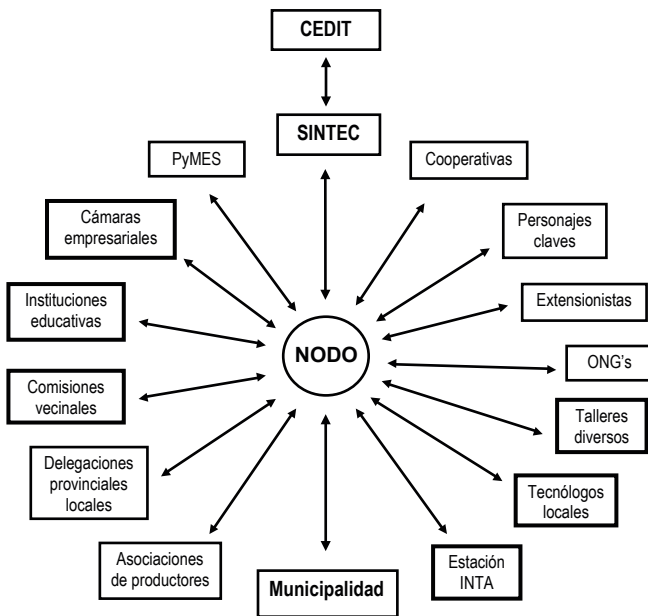 CEDIT
SINTEC
PyMES
Cooperativas
Cámaras
empresariales
Personajes
claves
Instituciones
educativas
Extensionistas
NODO
ONG's
Comisiones
vecinales
Talleres
diversos
Delegaciones
provinciales
locales
Tecnólogos
locales
Asociaciones
de productores
Municipalidad
Estación
INTA